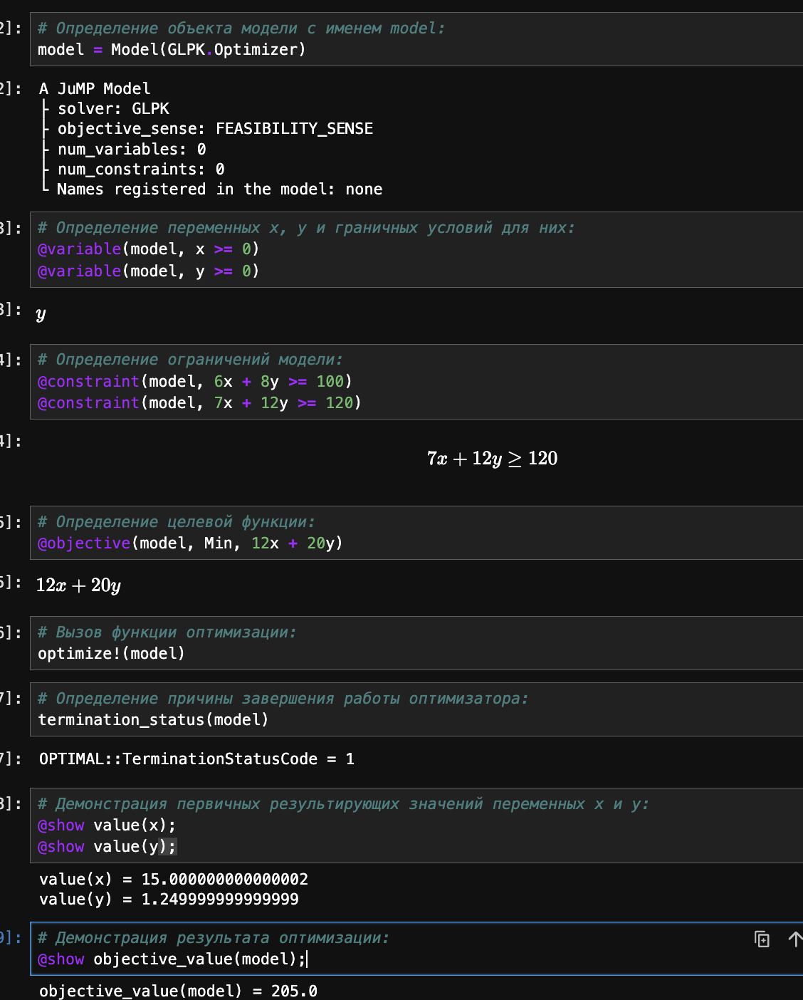 2]: # Определение объекта модели с именем model:
model = Model(GLPK.Optimizer)
2]: A JuMP Model
├ solver: GLPK
├ objective_sense: FEASIBILITY_SENSE
├ num_variables: 0
├ num_constraints: 0
└ Names registered in the model: none
3]: # Определение переменных x, y и граничных условий для них:
@variable(model, x >= 0)
@variable(model, y >= 0)
3]: y
4]: # Определение ограничений модели:
@constraint(model, 6x + 8y >= 100)
@constraint(model, 7x + 12y >= 120)
4]:
7x + 12y ≥ 120
5]: # Определение целевой функции:
@objective(model, Min, 12x + 20y)
5]: 12x + 20y
6]: # Вызов функции оптимизации:
optimize!(model)
7]: # Определение причины завершения работы оптимизатора:
termination_status(model)
7]: OPTIMAL::TerminationStatusCode = 1
8]: # Демонстрация первичных результирующих значений переменных x и y:
@show value(x);
@show value(y);
value(x) = 15.000000000000002
value(y) = 1.249999999999999
9]: # Демонстрация результата оптимизации:
@show objective_value(model);
objective_value(model) = 205.0